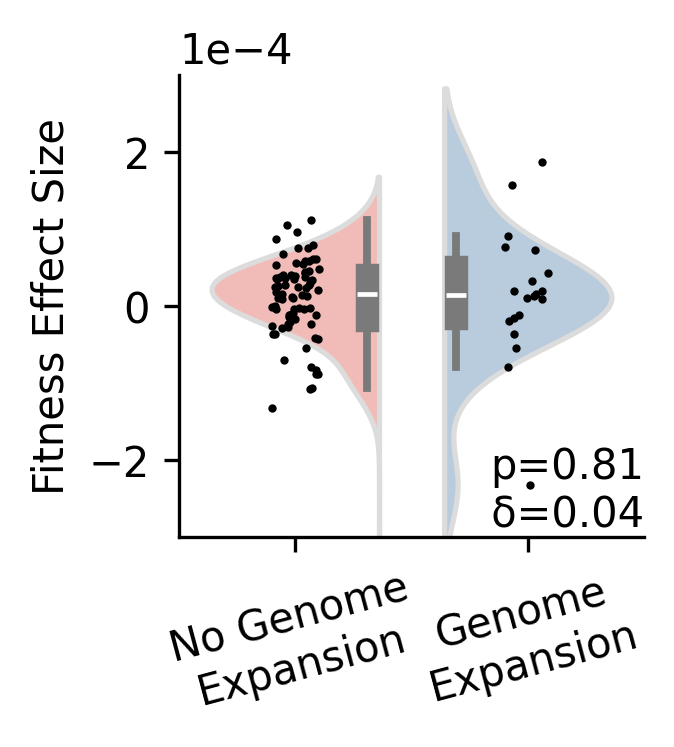 1e−4
Fitness Effect Size
2
0
−2
p=0.81
δ=0.04
No Genome
Expansion
Genome
Expansion